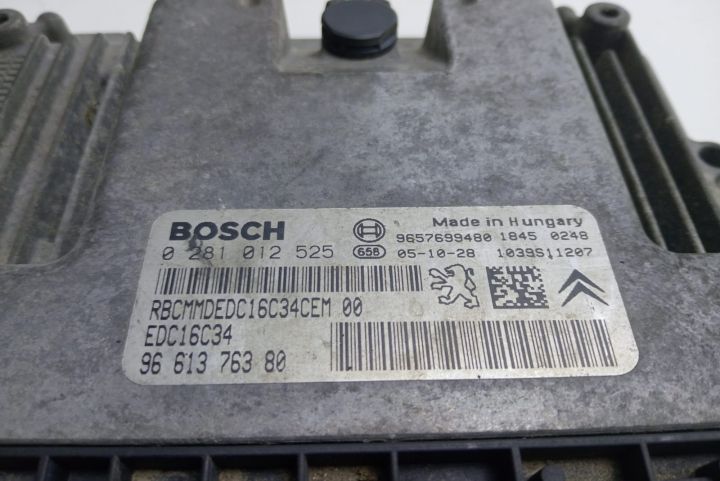 BOSCH
0 281 012 525
Made in Hungary
9657699480 1845 0248
658 05-10-28 1039S11207
RBCMMDEDC16C34CEM 00
EDC16C34
96 613 763 80